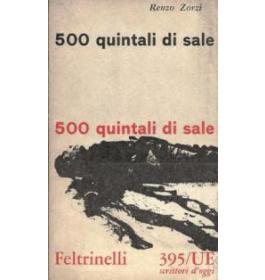 Renzo Zorzi
500 quintali di sale
500 quintali di sale
Feltrinelli 395/UE
scrittori d'oggi